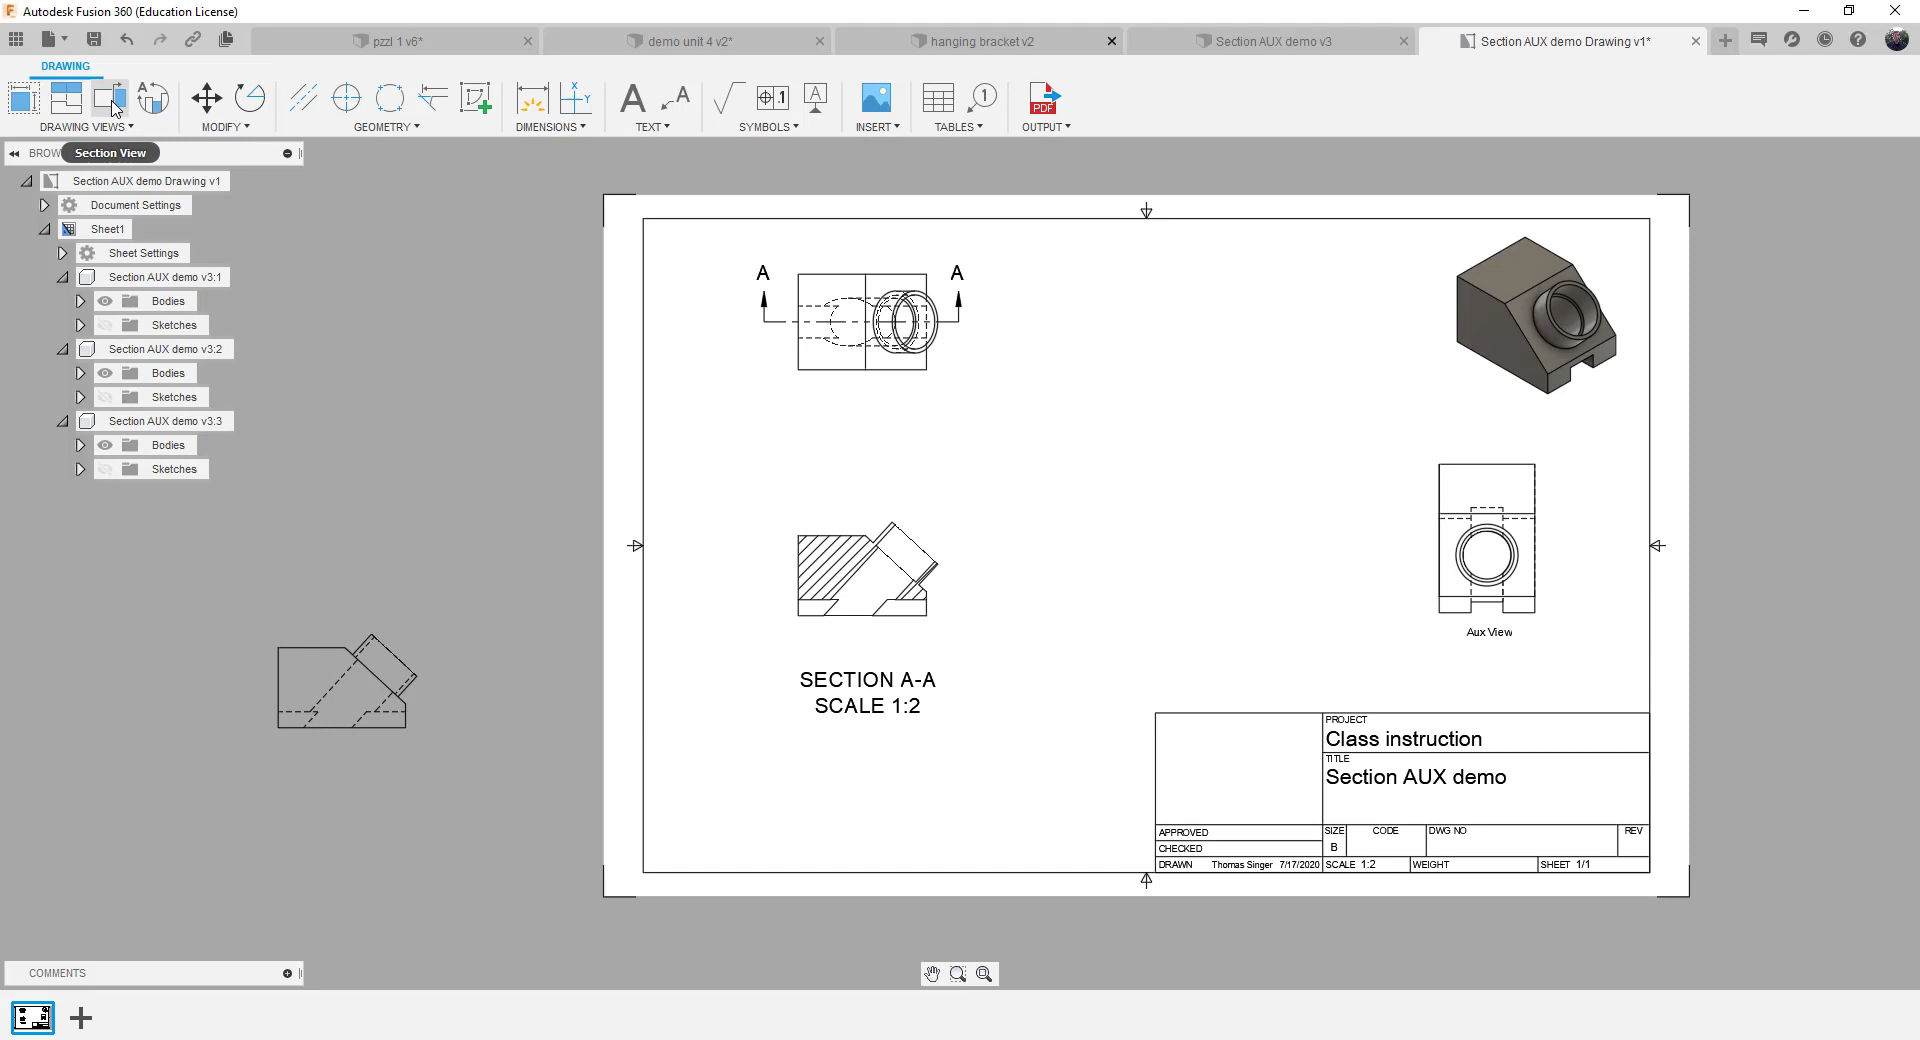 Autodesk Fusion 360 (Education License)
pzzl 1 v6*
demo unit 4 v2*
hanging bracket v2
Section AUX demo v3
Section AUX demo Drawing v1*
DRAWING
A
X
Y
A
A
.1
A
1
PDF
DRAWING VIEWS
MODIFY
GEOMETRY
DIMENSIONS
TEXT
SYMBOLS
INSERT
TABLES
OUTPUT
BROW
Section View
Section AUX demo Drawing v1
Document Settings
Sheet1
Sheet Settings
Section AUX demo v3:1
Bodies
Sketches
Section AUX demo v3:2
Bodies
Sketches
Section AUX demo v3:3
Bodies
Sketches
A A
Aux View
SECTION A-A
SCALE 1:2
PROJECT
Class instruction
TITLE
Section AUX demo
APPROVED
CHECKED
DRAWN Thomas Singer 7/17/2020
SIZE
B
CODE
DWG NO
REV
SCALE 1:2
WEIGHT
SHEET 1/1
COMMENTS